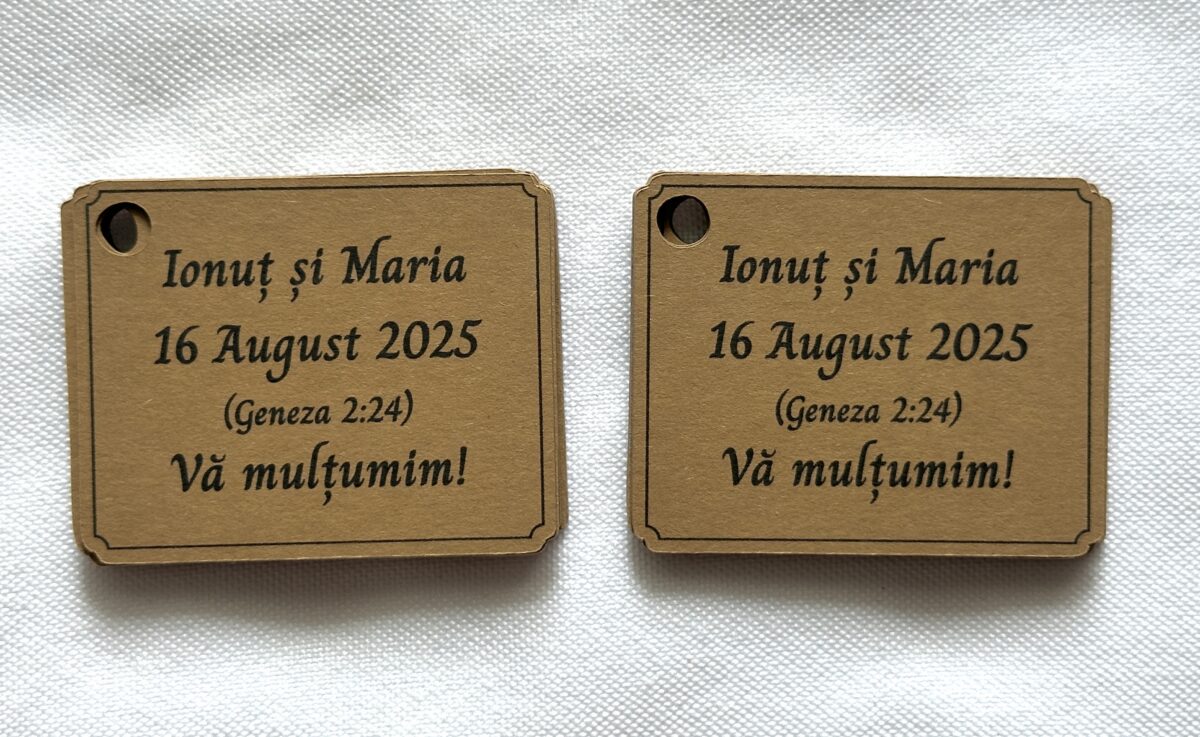 Ionuț și Maria
16 August 2025
(Geneza 2:24)
Vă mulțumim!
Ionuț și Maria
16 August 2025
(Geneza 2:24)
Vă mulțumim!